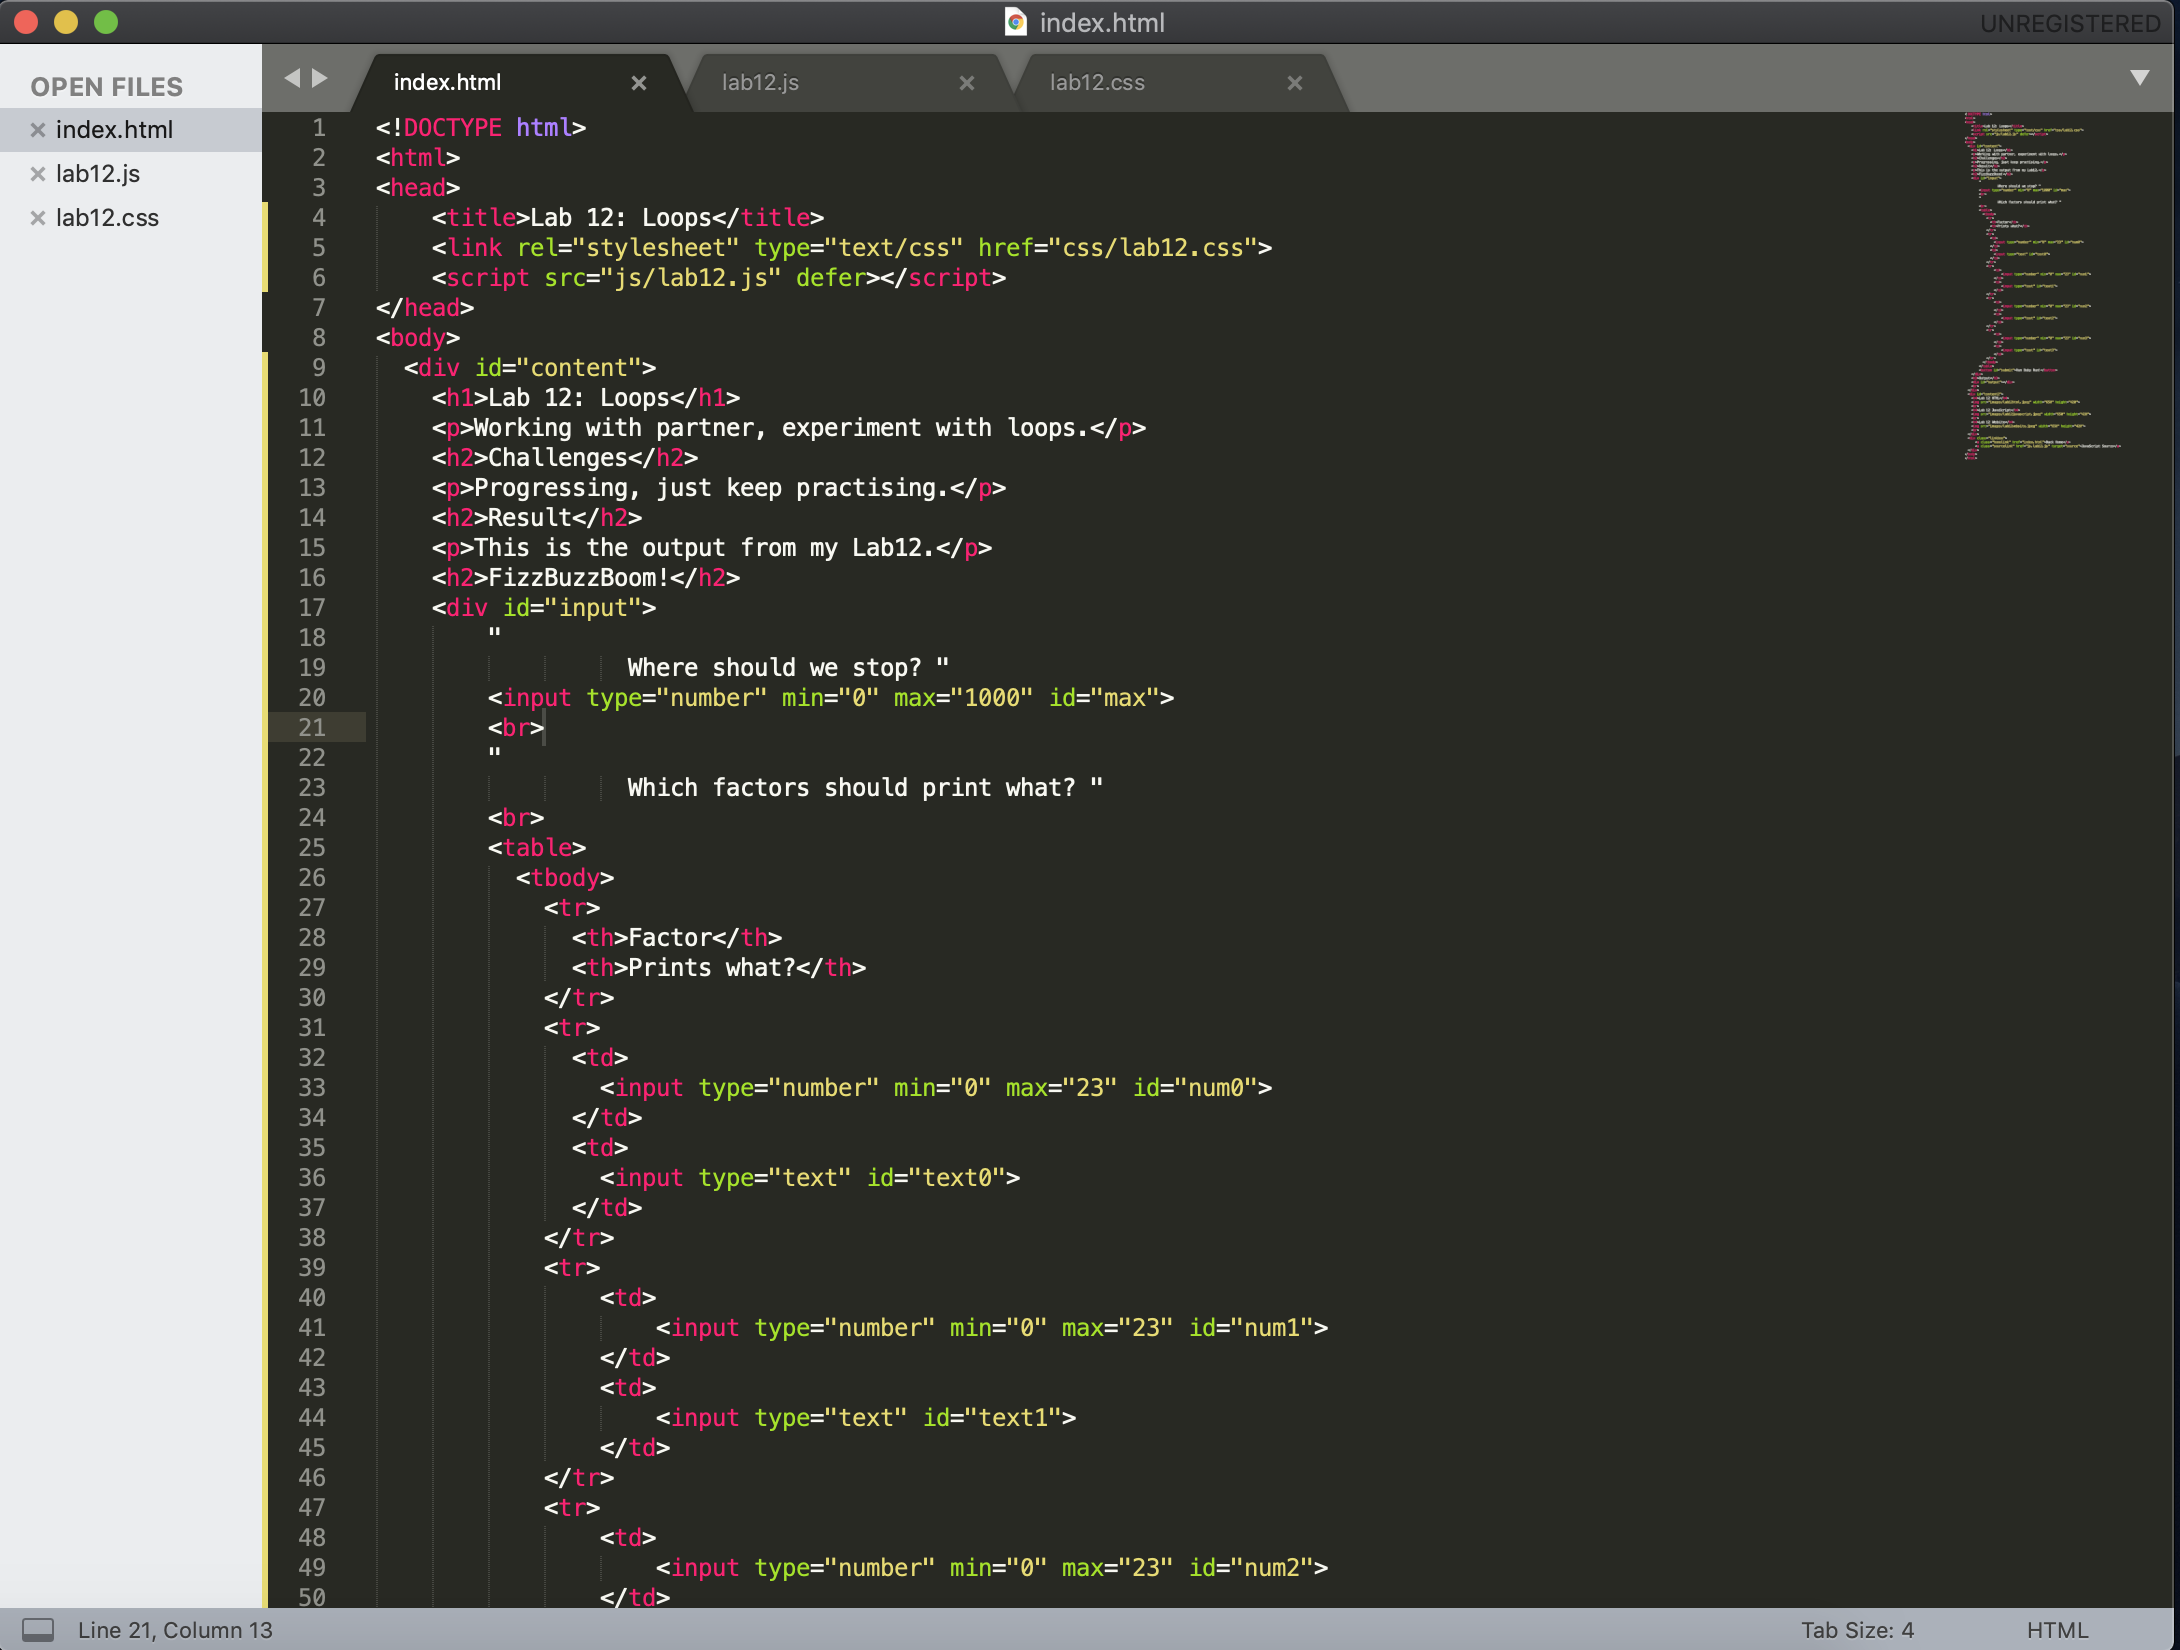 index.html
UNREGISTERED
OPEN FILES
index.html
lab12.js
lab12.css
index.html
lab12.js
lab12.css
1 <!DOCTYPE html>
2 <html>
3 <head>
4 <title>Lab 12: Loops</title>
5 <link rel="stylesheet" type="text/css" href="css/lab12.css">
6 <script src="js/lab12.js" defer></script>
7 </head>
8 <body>
9 <div id="content">
10 <h1>Lab 12: Loops</h1>
11 <p>Working with partner, experiment with loops.</p>
12 <h2>Challenges</h2>
13 <p>Progressing, just keep practising.</p>
14 <h2>Result</h2>
15 <p>This is the output from my Lab12.</p>
16 <h2>FizzBuzzBoom!</h2>
17 <div id="input">
18 "
19 Where should we stop? "
20 <input type="number" min="0" max="1000" id="max">
21 <br>
22 "
23 Which factors should print what? "
24 <br>
25 <table>
26 <tbody>
27 <tr>
28 <th>Factor</th>
29 <th>Prints what?</th>
30 </tr>
31 <tr>
32 <td>
33 <input type="number" min="0" max="23" id="num0">
34 </td>
35 <td>
36 <input type="text" id="text0">
37 </td>
38 </tr>
39 <tr>
40 <td>
41 <input type="number" min="0" max="23" id="num1">
42 </td>
43 <td>
44 <input type="text" id="text1">
45 </td>
46 </tr>
47 <tr>
48 <td>
49 <input type="number" min="0" max="23" id="num2">
50 </td>
Line 21, Column 13
Tab Size: 4
HTML